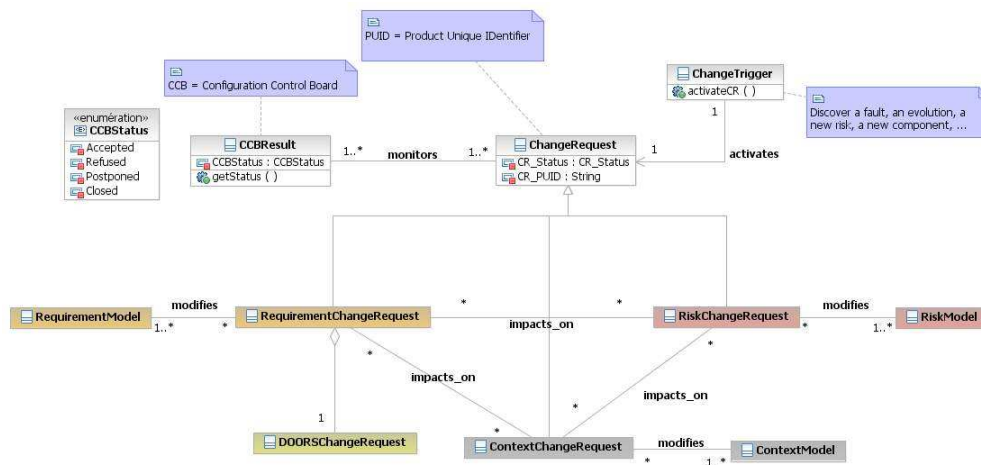 PUID = Product Unique IDentifier
CCB = Configuration Control Board
ChangeTrigger
activateCR ( )
Discover a fault, an evolution, a
new risk, a new component, ...
«enumération»
CCBStatus
Accepted
Refused
Postponed
Closed
CCBResult
CCBStatus : CCBStatus
getStatus ( )
1..*
monitors
1..*
ChangeRequest
CR_Status : CR_Status
CR_PUID : String
1
1
activates
RequirementModel
modifies
1..*
*
RequirementChangeRequest
*
impacts_on
*
RiskChangeRequest
modifies
*
1..*
RiskModel
*
impacts_on
*
*
impacts_on
*
1
DOORSChangeRequest
ContextChangeRequest
modifies
*
1..*
ContextModel